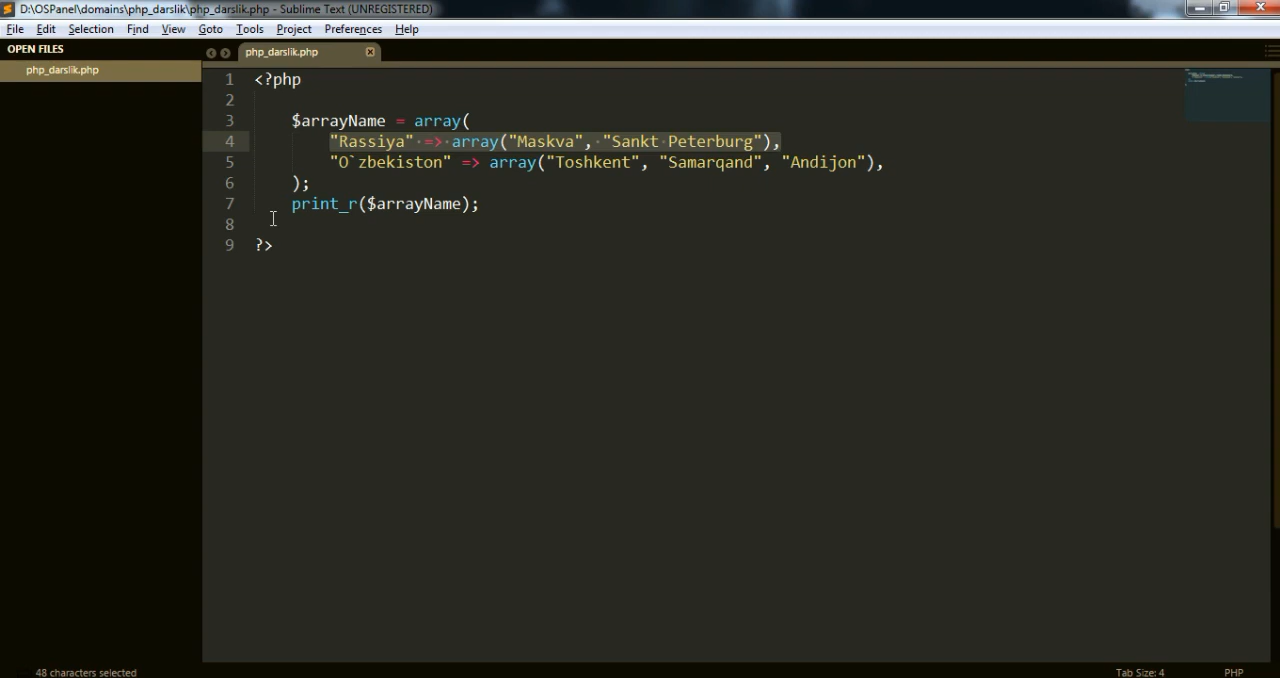 D:\OSPanel\domains\php_darslik\php_darslik.php - Sublime Text (UNREGISTERED)
File Edit Selection Find View Goto Tools Project Preferences Help
OPEN FILES
php_darslik.php
php_darslik.php
1 <?php
2
3 $arrayName = array(
4 "Rassiya" => array("Maskva", "Sankt Peterburg"),
5 "O`zbekiston" => array("Toshkent", "Samarqand", "Andijon"),
6 );
7 print_r($arrayName);
8
9 ?>
48 characters selected
Tab Size: 4
PHP